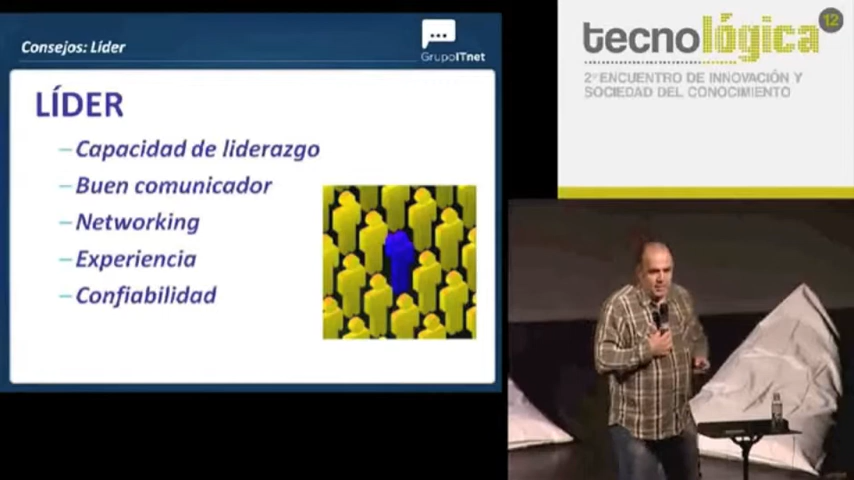 Consejos: Líder
...
GrupoITnet
LÍDER
– Capacidad de liderazgo
– Buen comunicador
– Networking
– Experiencia
– Confiabilidad
tecnológica 12
2º ENCUENTRO DE INNOVACIÓN Y
SOCIEDAD DEL CONOCIMIENTO